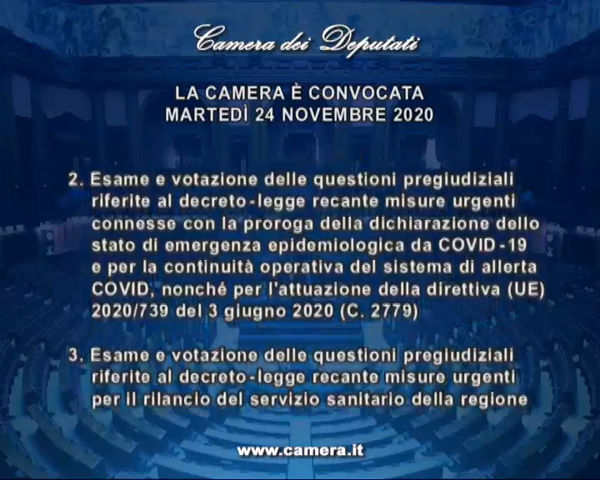 Camera dei Deputati
LA CAMERA È CONVOCATA
MARTEDÌ 24 NOVEMBRE 2020
2. Esame e votazione delle questioni pregiudiziali
riferite al decreto-legge recante misure urgenti
connesse con la proroga della dichiarazione dello
stato di emergenza epidemiologica da COVID-19
e per la continuità operativa del sistema di allerta
COVID, nonché per l'attuazione della direttiva (UE)
2020/739 del 3 giugno 2020 (C. 2779)
3. Esame e votazione delle questioni pregiudiziali
riferite al decreto-legge recante misure urgenti
per il rilancio del servizio sanitario della regione
www.camera.it